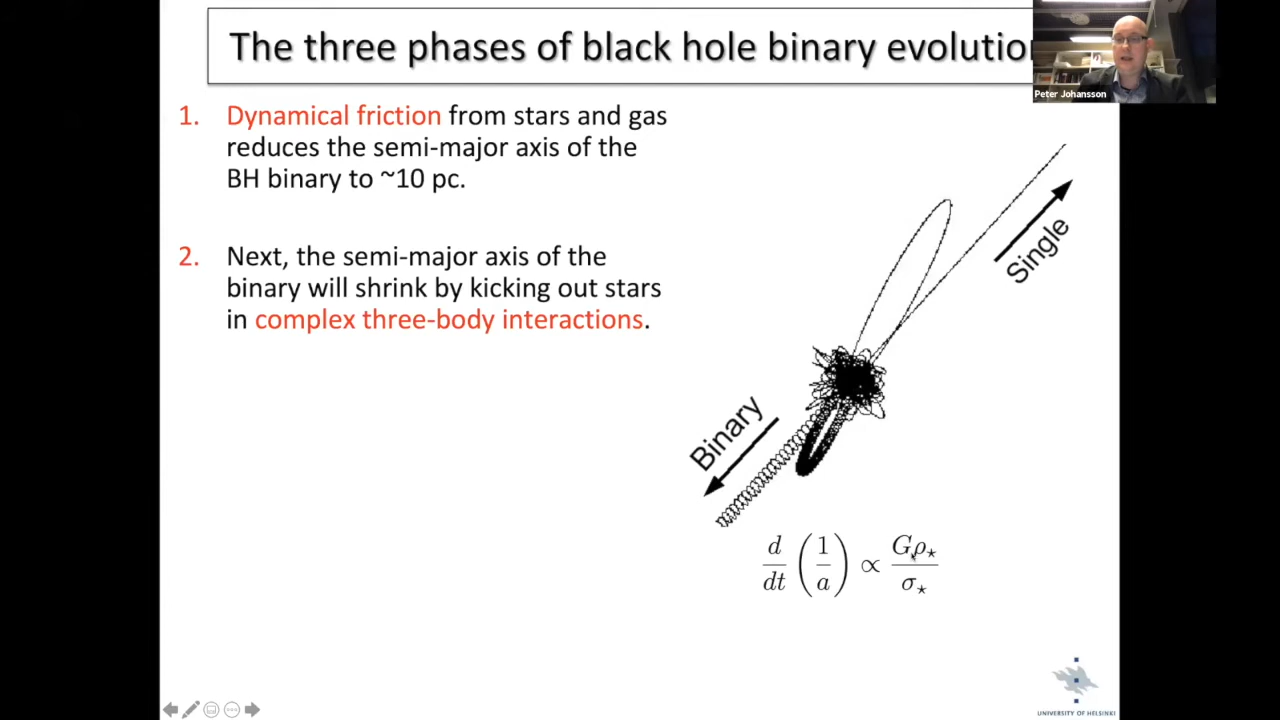 The three phases of black hole binary evolution
Peter Johansson
1. Dynamical friction from stars and gas
reduces the semi-major axis of the
BH binary to ~10 pc.
2. Next, the semi-major axis of the
binary will shrink by kicking out stars
in complex three-body interactions.
Single
Binary
d/dt (1/a) ∝ Gρ⋆/σ⋆
UNIVERSITY OF HELSINKI